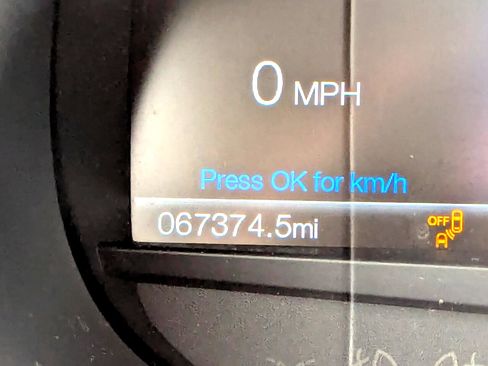 0 MPH
Press OK for km/h
067374.5mi
OFF
A